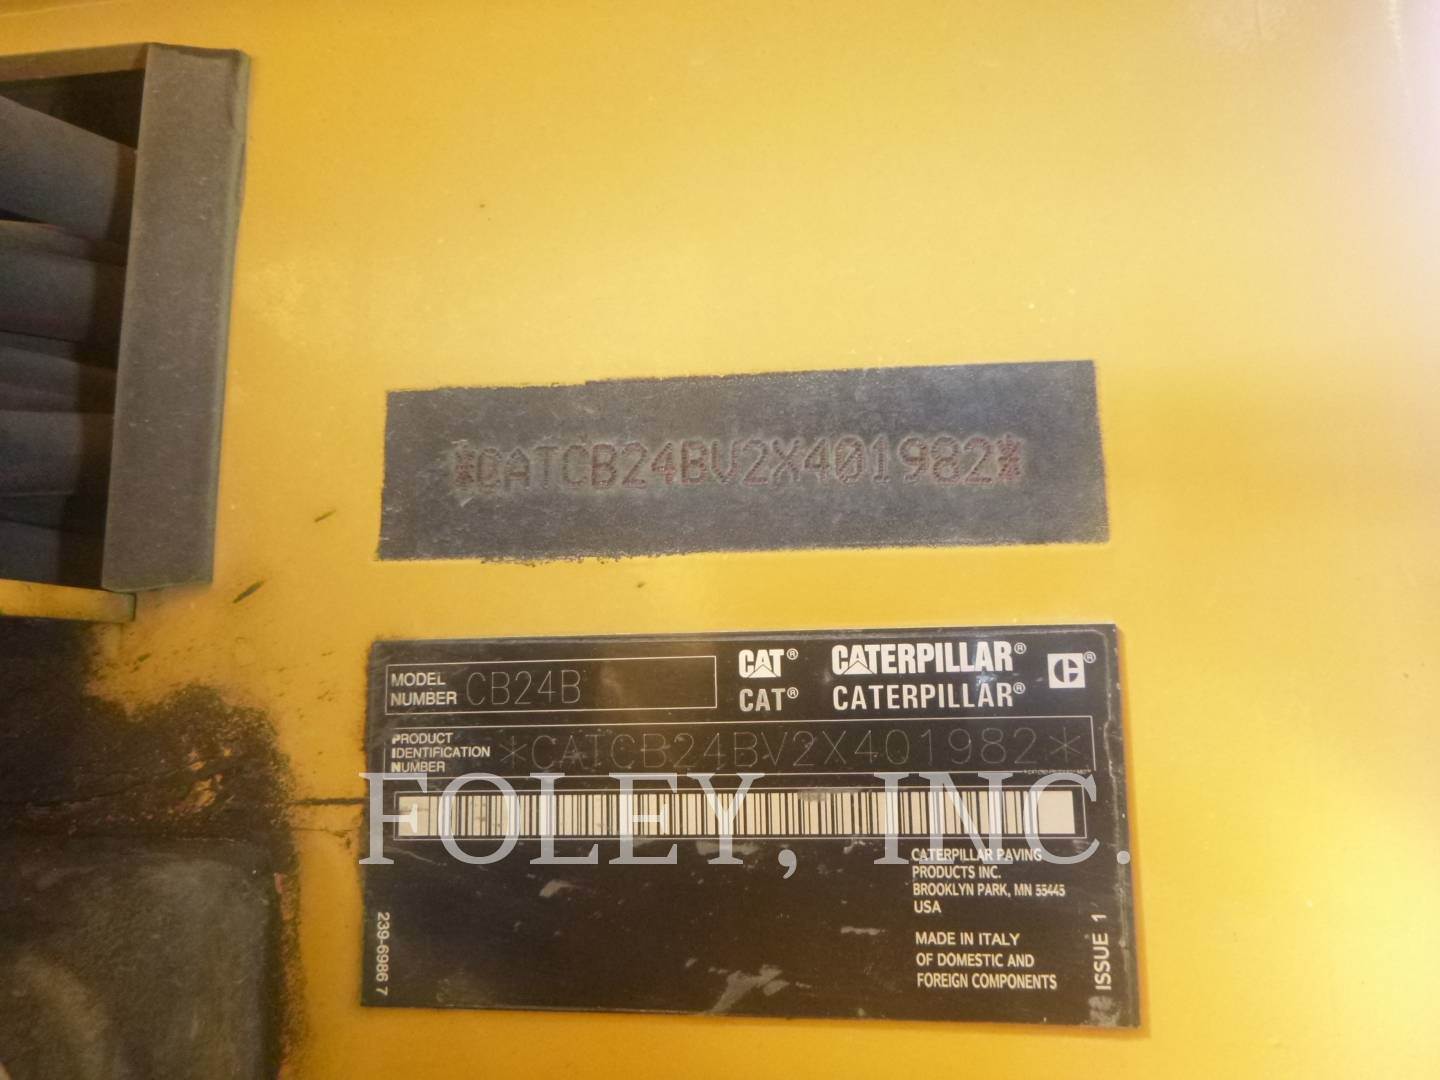 *CATCB24BV2X401982*
MODEL NUMBER CB24B
CAT® CATERPILLAR® C®
CAT® CATERPILLAR®
PRODUCT IDENTIFICATION NUMBER *CATCB24BV2X401982*
FOLEY, INC.
CATERPILLAR PAVING
PRODUCTS INC.
BROOKLYN PARK, MN 55445
USA
MADE IN ITALY
OF DOMESTIC AND
FOREIGN COMPONENTS
239-6986 7
ISSUE 1